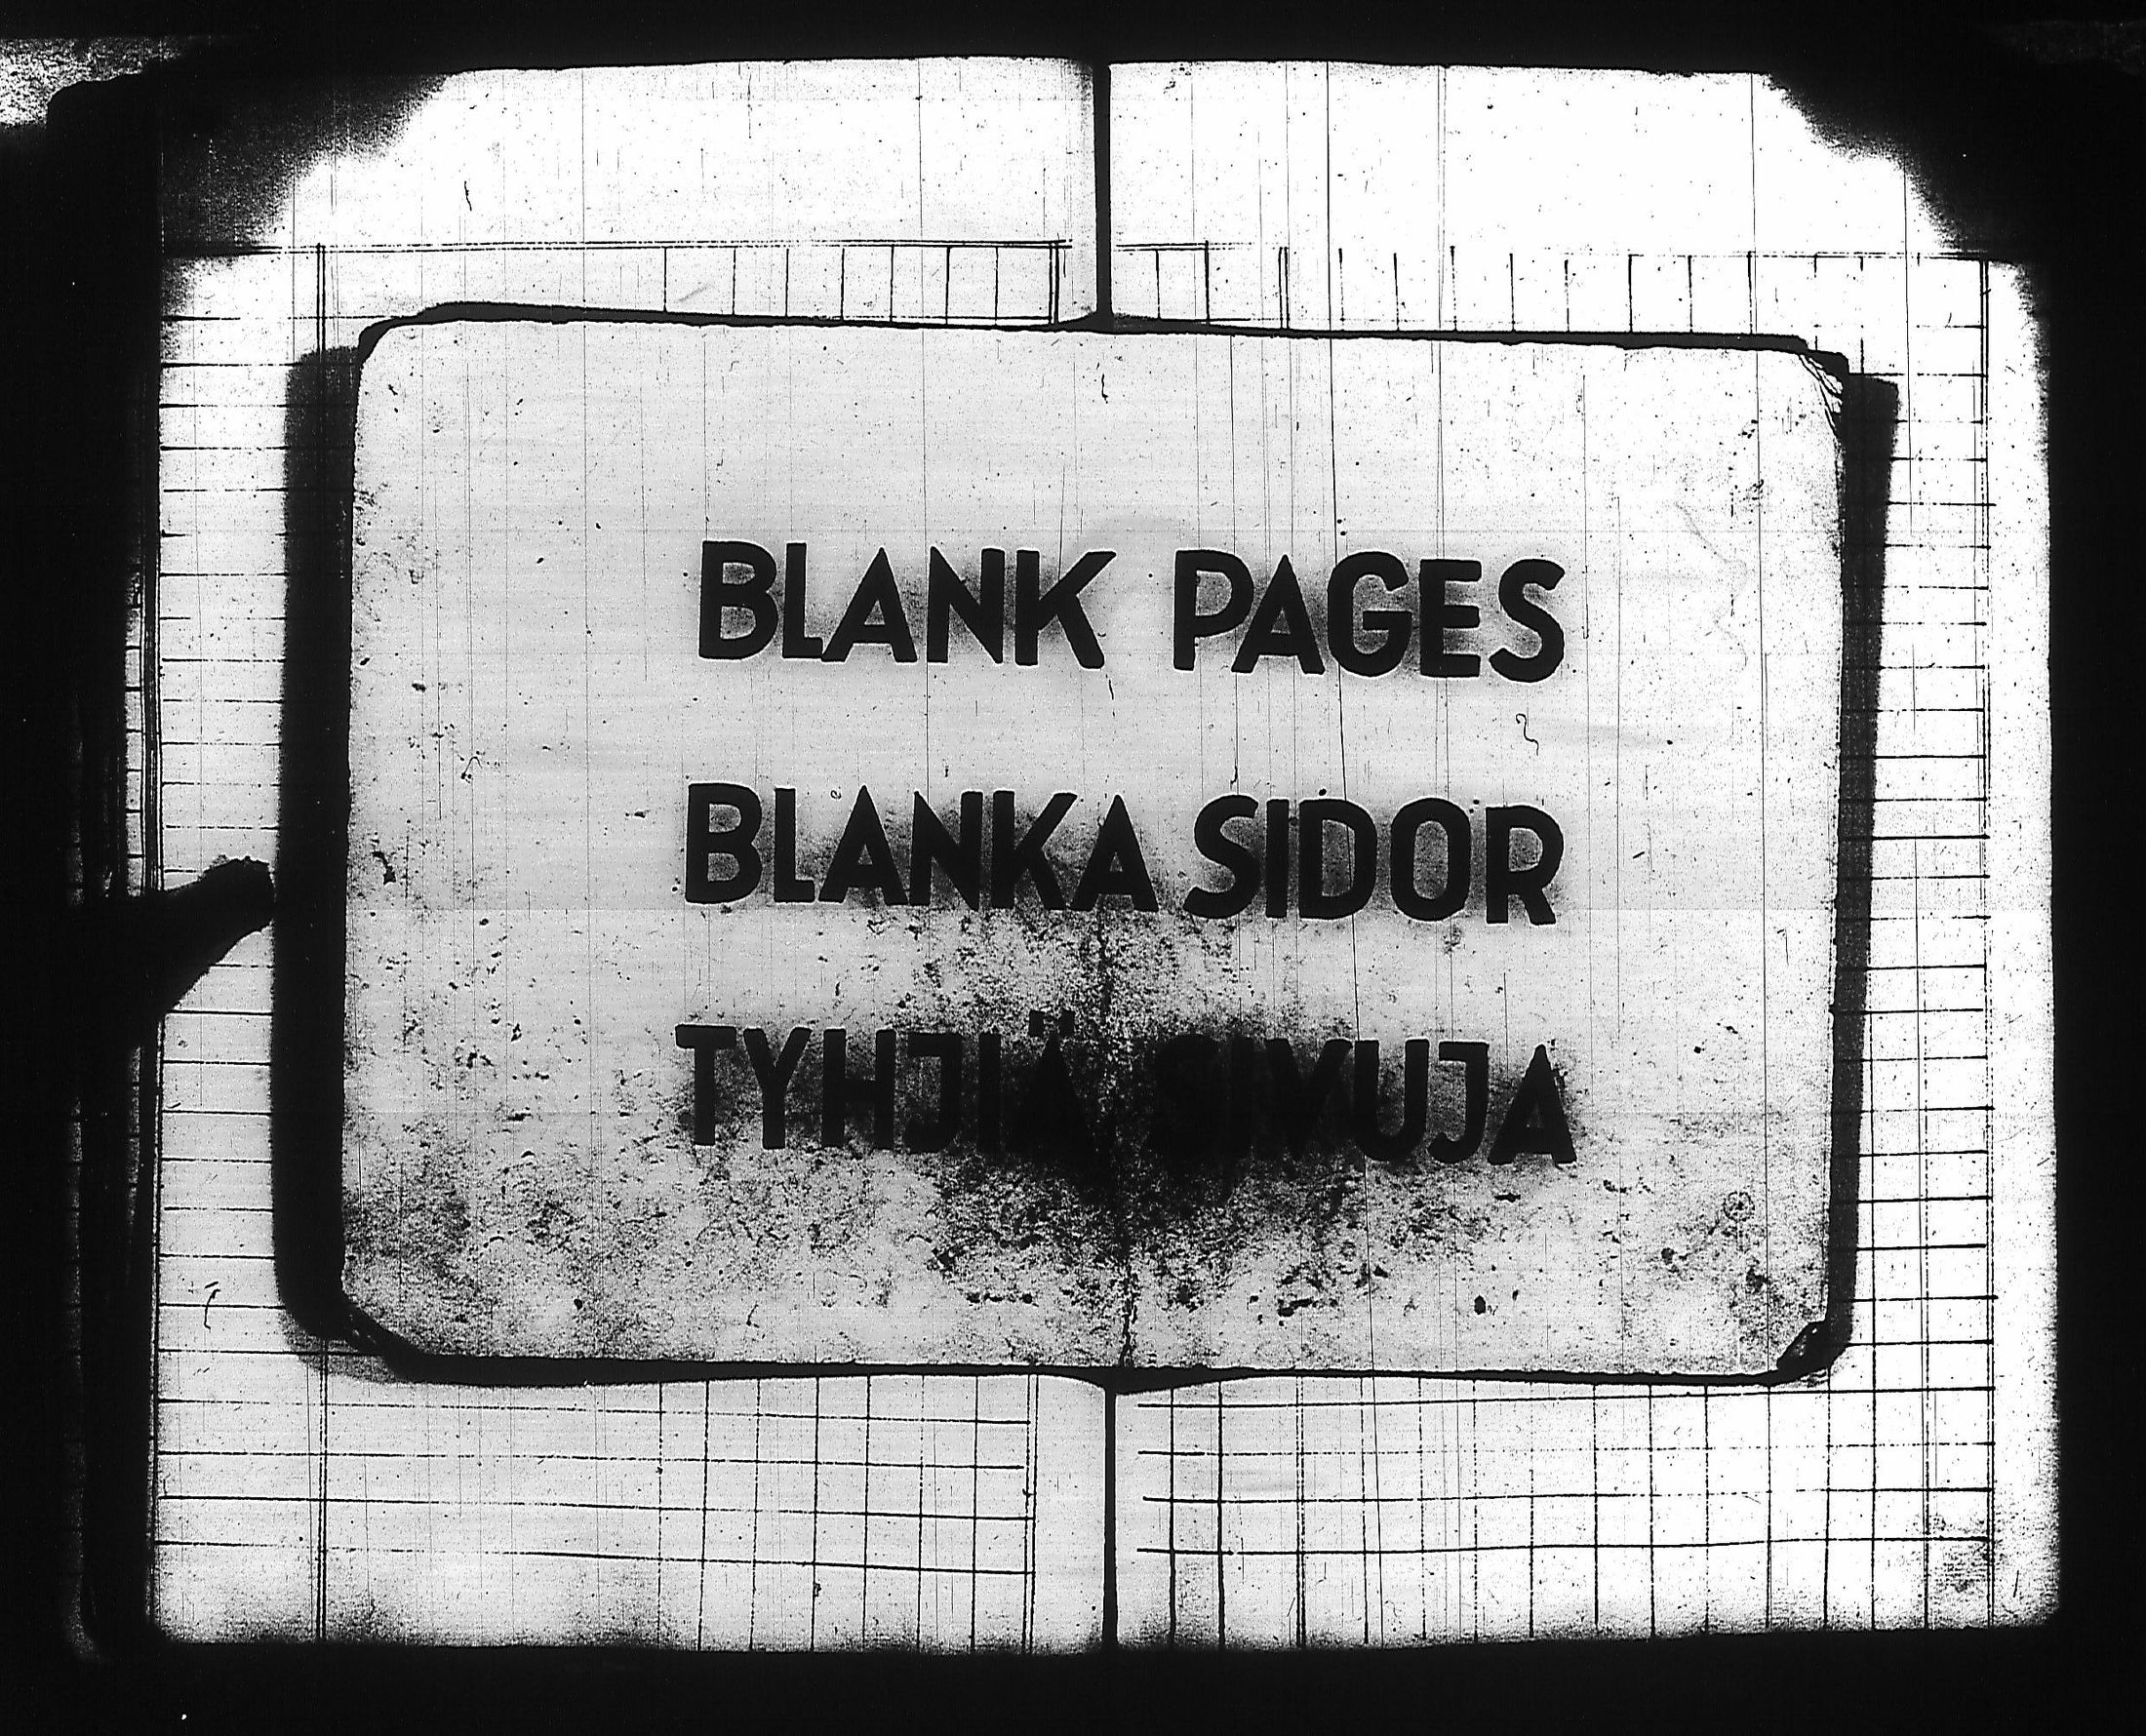 BLANK PAGES
BLANKA SIDOR
TYHJIÄ SIVUJA